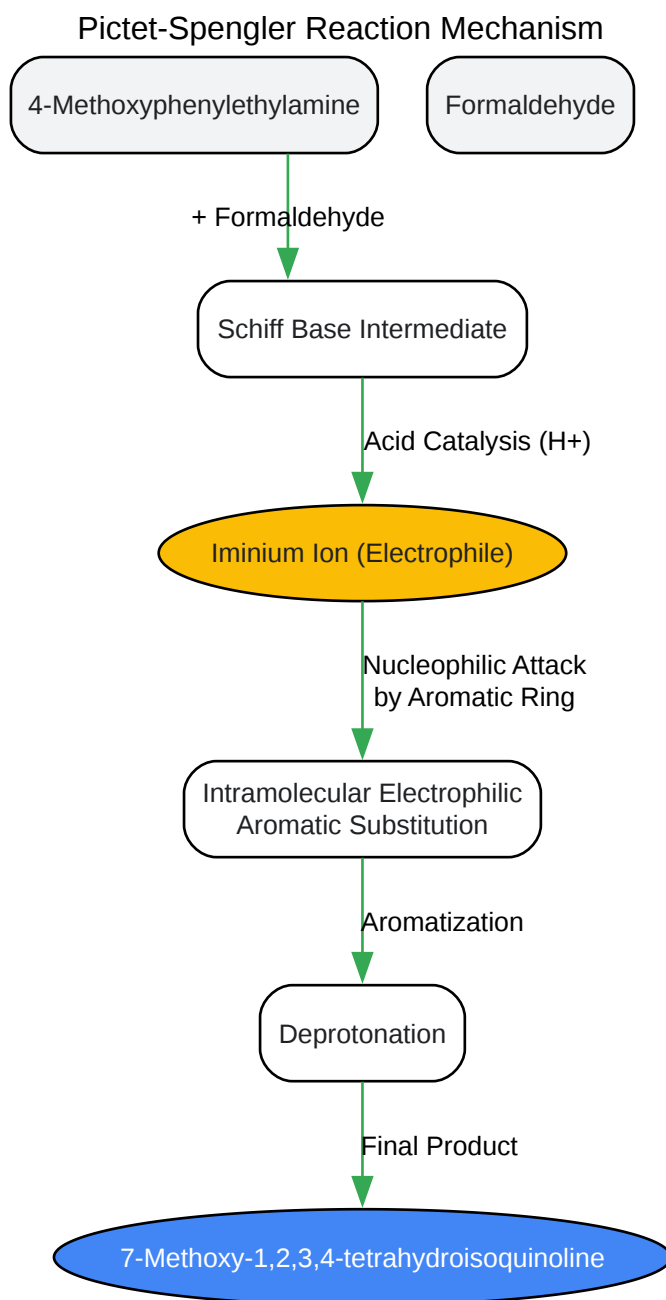 Pictet-Spengler Reaction Mechanism
4-Methoxyphenylethylamine
Formaldehyde
+ Formaldehyde
Schiff Base Intermediate
Acid Catalysis (H+)
Iminium Ion (Electrophile)
Nucleophilic Attack
by Aromatic Ring
Intramolecular Electrophilic
Aromatic Substitution
Aromatization
Deprotonation
Final Product
7-Methoxy-1,2,3,4-tetrahydroisoquinoline